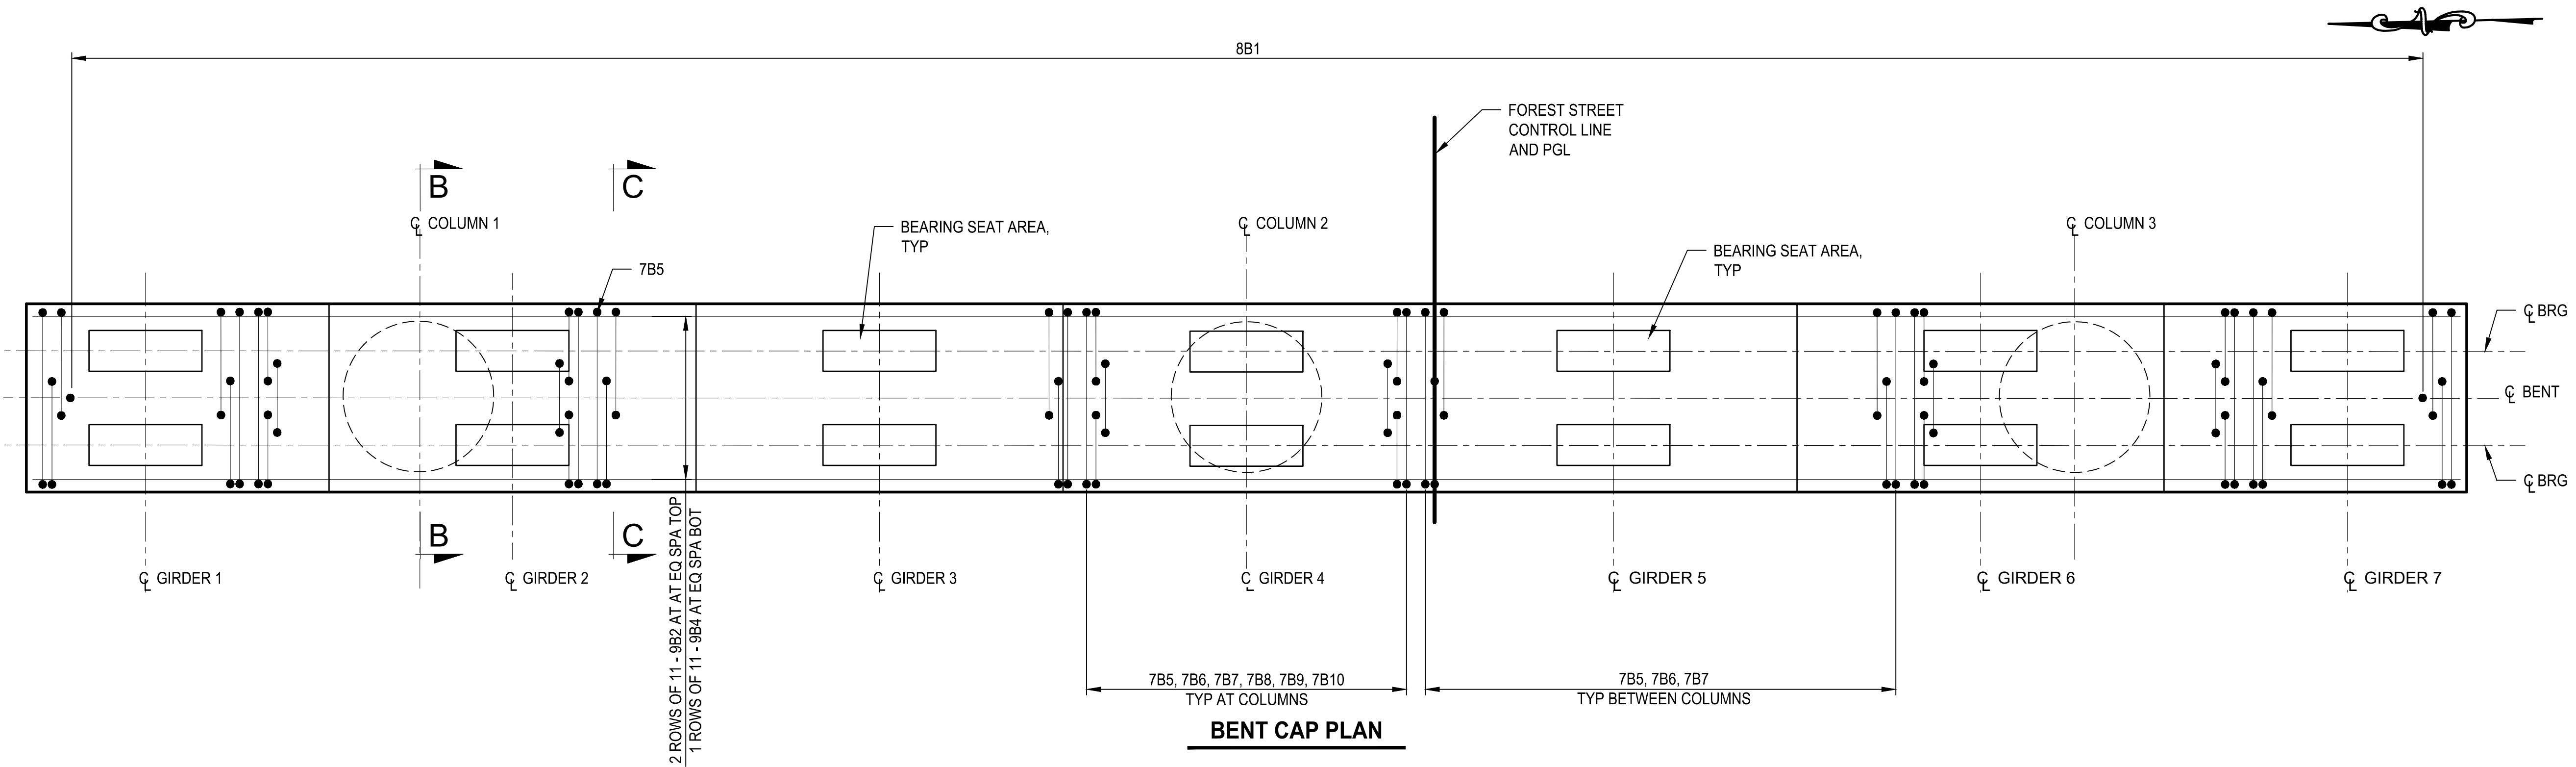 8B1
FOREST STREET
CONTROL LINE
AND PGL
B
C
℄ COLUMN 1
BEARING SEAT AREA,
TYP
℄ COLUMN 2
℄ COLUMN 3
BEARING SEAT AREA,
TYP
7B5
℄ BRG
℄ BENT
℄ BRG
B
C
℄ GIRDER 1
℄ GIRDER 2
℄ GIRDER 3
℄ GIRDER 4
℄ GIRDER 5
℄ GIRDER 6
℄ GIRDER 7
2 ROWS OF 11 - 9B2 AT AT EQ SPA TOP
1 ROWS OF 11 - 9B4 AT EQ SPA BOT
7B5, 7B6, 7B7, 7B8, 7B9, 7B10
TYP AT COLUMNS
7B5, 7B6, 7B7
TYP BETWEEN COLUMNS
BENT CAP PLAN